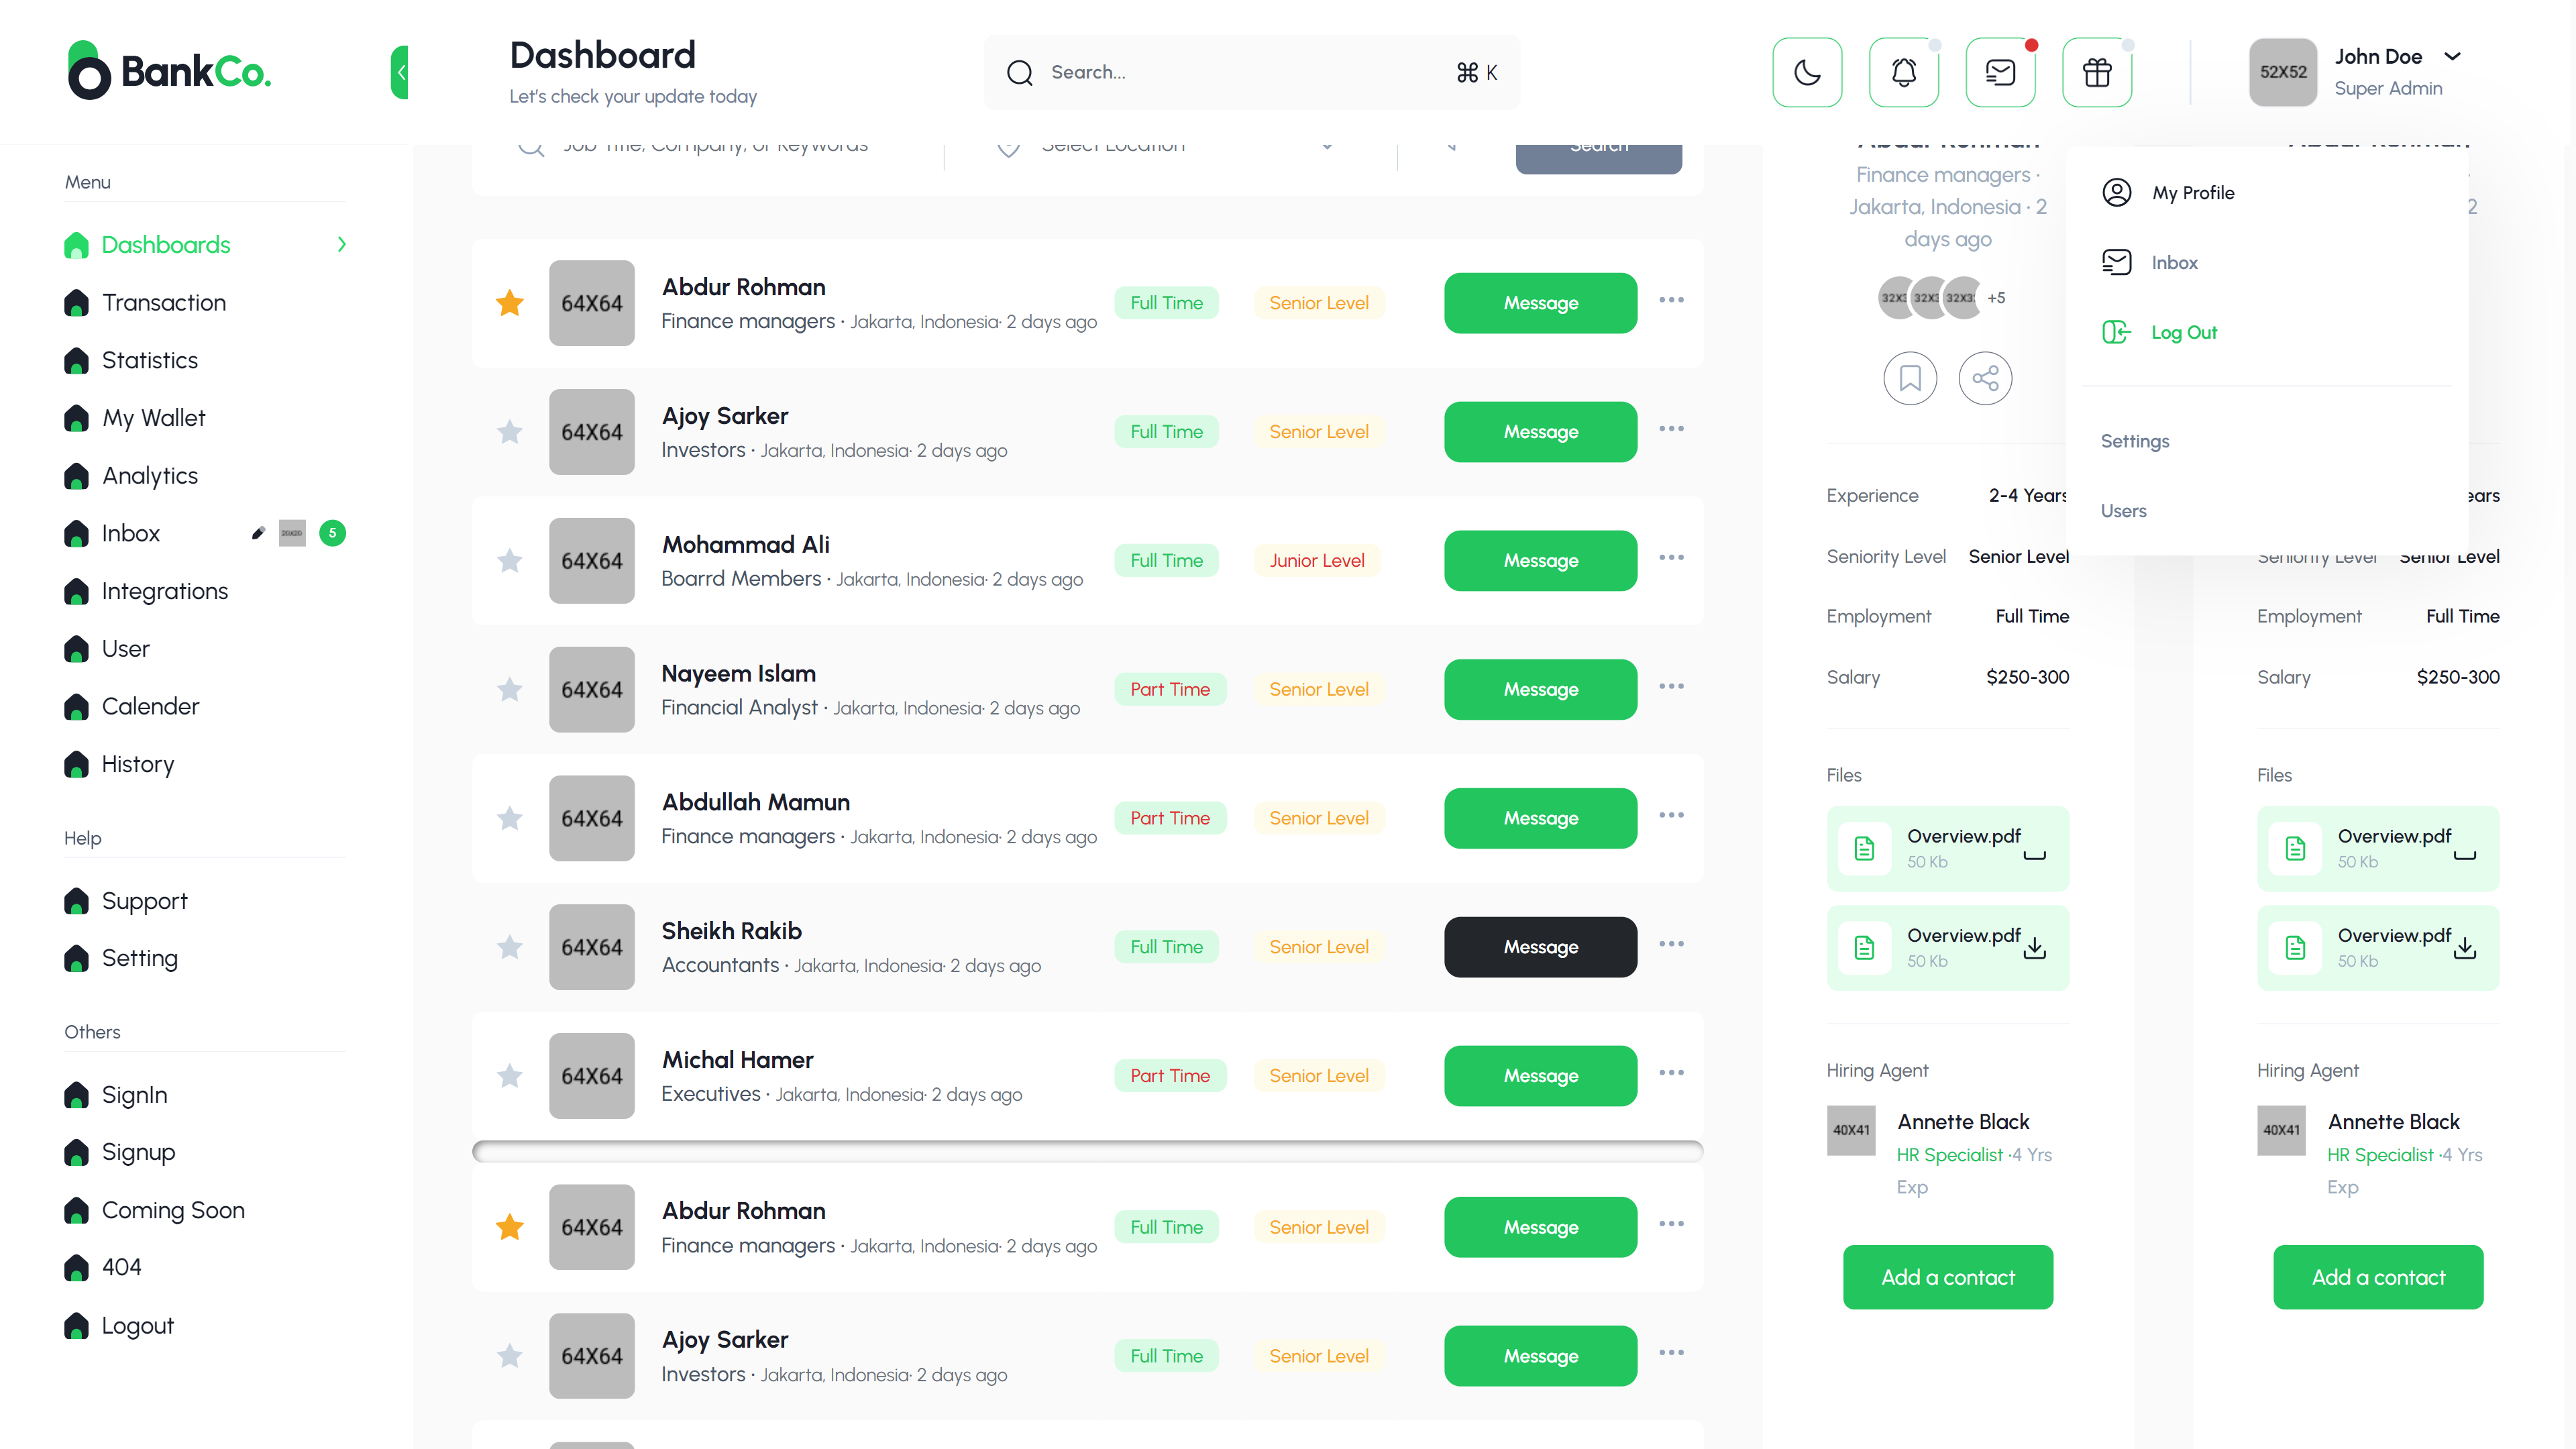 BankCo.
Dashboard
Let's check your update today
Search...
⌘ K
52X52
John Doe
Super Admin
Menu
Dashboards
Transaction
Statistics
My Wallet
Analytics
Inbox
5
Integrations
User
Calender
History
Help
Support
Setting
Others
SignIn
Signup
Coming Soon
404
Logout
Job Title, Company, or Keywords
Select Location
Search
64X64
Abdur Rohman
Finance managers · Jakarta, Indonesia· 2 days ago
Full Time
Senior Level
Message
64X64
Ajoy Sarker
Investors · Jakarta, Indonesia· 2 days ago
Full Time
Senior Level
Message
64X64
Mohammad Ali
Boarrd Members · Jakarta, Indonesia· 2 days ago
Full Time
Junior Level
Message
64X64
Nayeem Islam
Financial Analyst · Jakarta, Indonesia· 2 days ago
Part Time
Senior Level
Message
64X64
Abdullah Mamun
Finance managers · Jakarta, Indonesia· 2 days ago
Part Time
Senior Level
Message
64X64
Sheikh Rakib
Accountants · Jakarta, Indonesia· 2 days ago
Full Time
Senior Level
Message
64X64
Michal Hamer
Executives · Jakarta, Indonesia· 2 days ago
Part Time
Senior Level
Message
64X64
Abdur Rohman
Finance managers · Jakarta, Indonesia· 2 days ago
Full Time
Senior Level
Message
64X64
Ajoy Sarker
Investors · Jakarta, Indonesia· 2 days ago
Full Time
Senior Level
Message
Abdur Rohman
Finance managers ·
Jakarta, Indonesia · 2
days ago
+5
Experience
2-4 Years
Seniority Level
Senior Level
Employment
Full Time
Salary
$250-300
Files
Overview.pdf
50 Kb
Overview.pdf
50 Kb
Hiring Agent
40X41
Annette Black
HR Specialist ·4 Yrs
Exp
Add a contact
My Profile
Inbox
Log Out
Settings
Users
Abdur Rohman
2
ears
Seniority Level
Senior Level
Employment
Full Time
Salary
$250-300
Files
Overview.pdf
50 Kb
Overview.pdf
50 Kb
Hiring Agent
40X41
Annette Black
HR Specialist ·4 Yrs
Exp
Add a contact